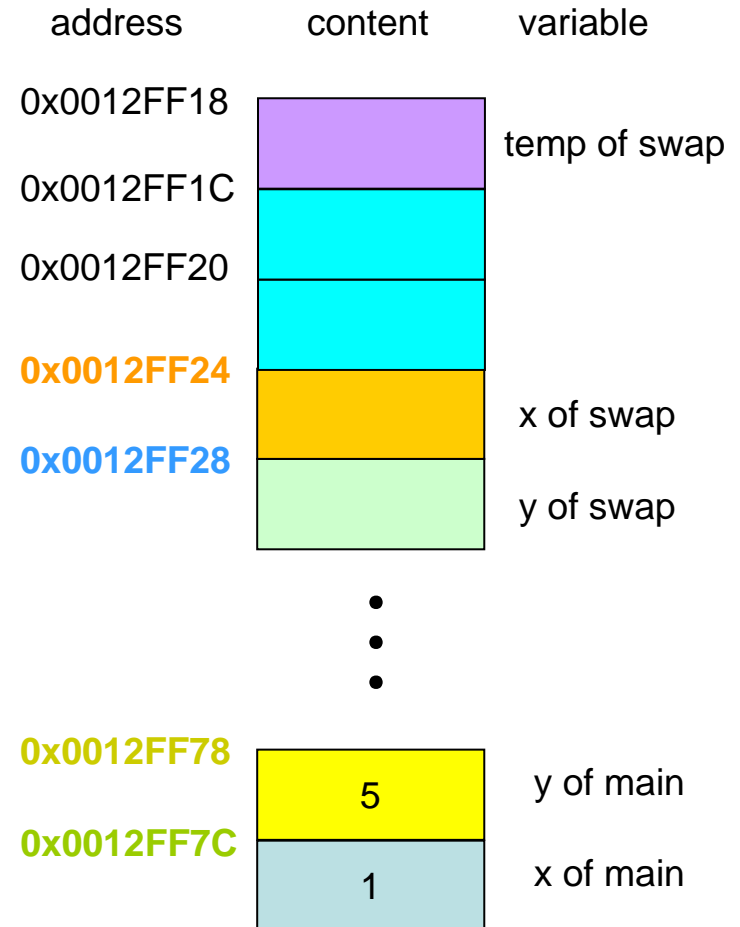 address content variable
0x0012FF18
temp of swap
0x0012FF1C
0x0012FF20
0x0012FF24
x of swap
0x0012FF28
y of swap
0x0012FF78
5 y of main
0x0012FF7C
1 x of main